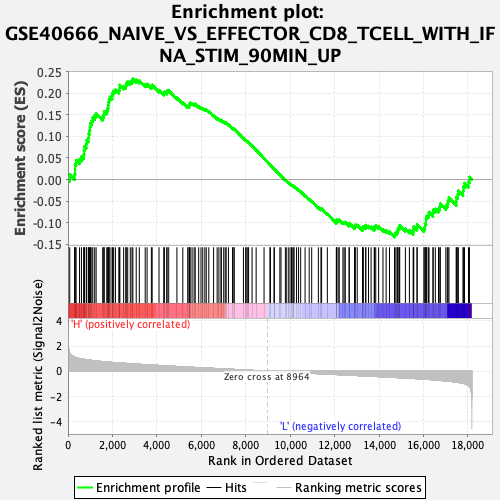 Enrichment plot:
GSE40666_NAIVE_VS_EFFECTOR_CD8_TCELL_WITH_IF
NA_STIM_90MIN_UP
Enrichment score (ES)
0.25
0.20
0.15
0.10
0.05
0.00
-0.05
-0.10
-0.15
'H' (positively correlated)
Ranked list metric (Signal2Noise)
4
2
0
-2
-4
Zero cross at 8964
'L' (negatively correlated)
0
2,000
4,000
6,000
8,000
10,000
12,000
14,000
16,000
18,000
Rank in Ordered Dataset
Enrichment profile
Hits
Ranking metric scores